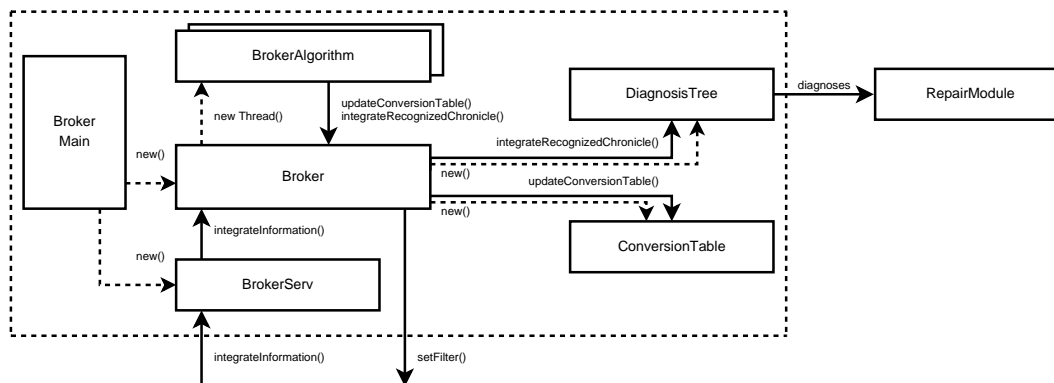 BrokerAlgorithm
updateConversionTable()
integrateRecognizedChronicle()
new Thread()
Broker
Main
new()
Broker
DiagnosisTree
diagnoses
RepairModule
integrateRecognizedChronicle()
new()
updateConversionTable()
new()
ConversionTable
integrateInformation()
new()
BrokerServ
integrateInformation()
setFilter()